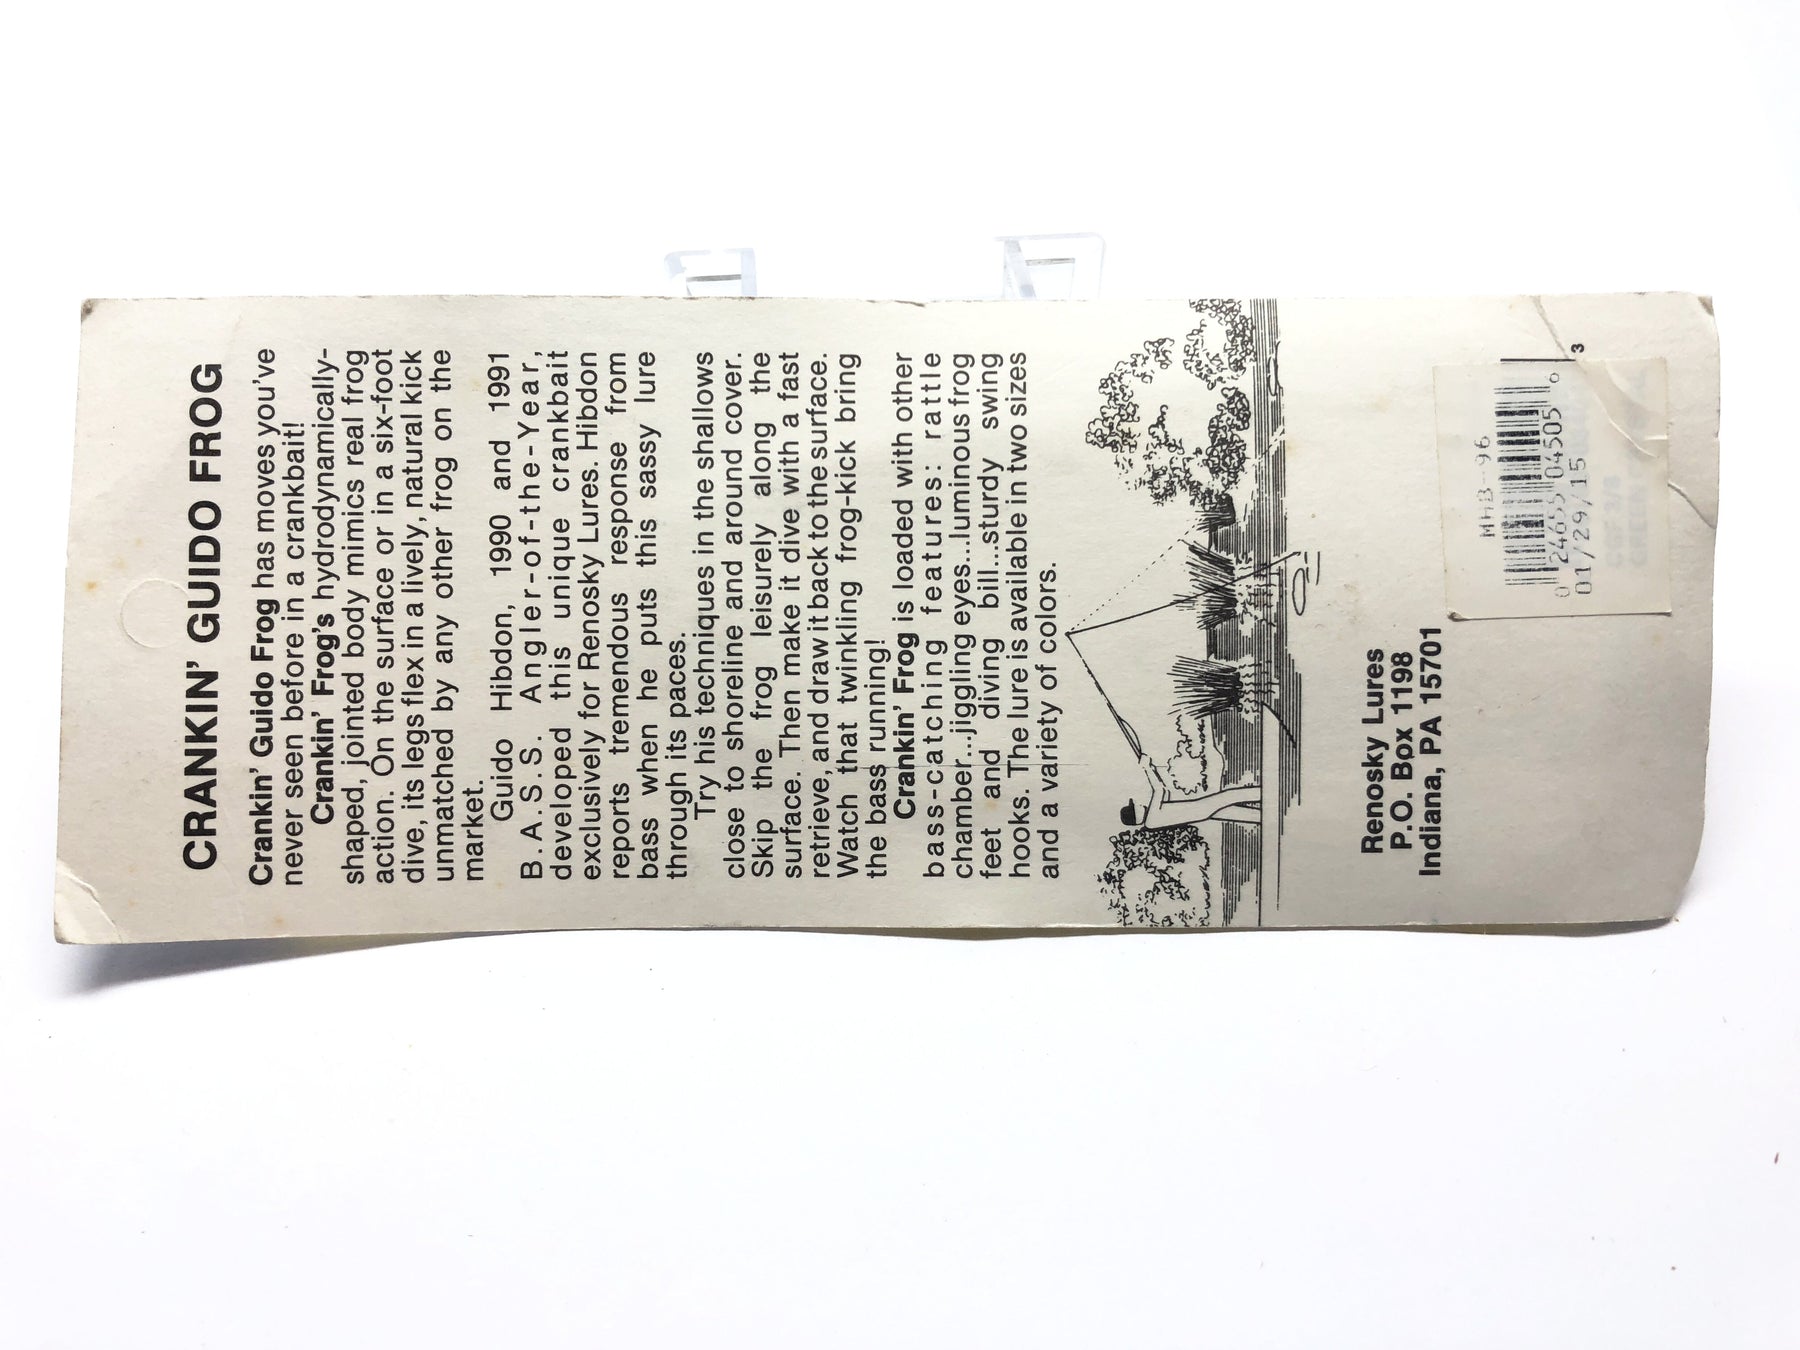 CRANKIN' GUIDO FROG
Crankin' Guido Frog has moves you've
never seen before in a crankbait!
Crankin' Frog's hydrodynamically-
shaped, jointed body mimics real frog
action. On the surface or in a six-foot
dive, its legs flex in a lively, natural kick
unmatched by any other frog on the
market.
Guido Hibdon, 1990 and 1991
B.A.S.S. Angler-of-the-Year,
developed this unique crankbait
exclusively for Renosky Lures. Hibdon
reports tremendous response from
bass when he puts this sassy lure
through its paces.
Try his techniques in the shallows
close to shoreline and around cover.
Skip the frog leisurely along the
surface. Then make it dive with a fast
retrieve, and draw it back to the surface.
Watch that twinkling frog-kick bring
the bass running!
Crankin' Frog is loaded with other
bass-catching features: rattle
chamber...jiggling eyes...luminous frog
feet and diving bill...sturdy swing
hooks. The lure is available in two sizes
and a variety of colors.
Renosky Lures
P.O. Box 1198
Indiana, PA 15701
MHB-96
0 24655 04505 6
01/29/15
3